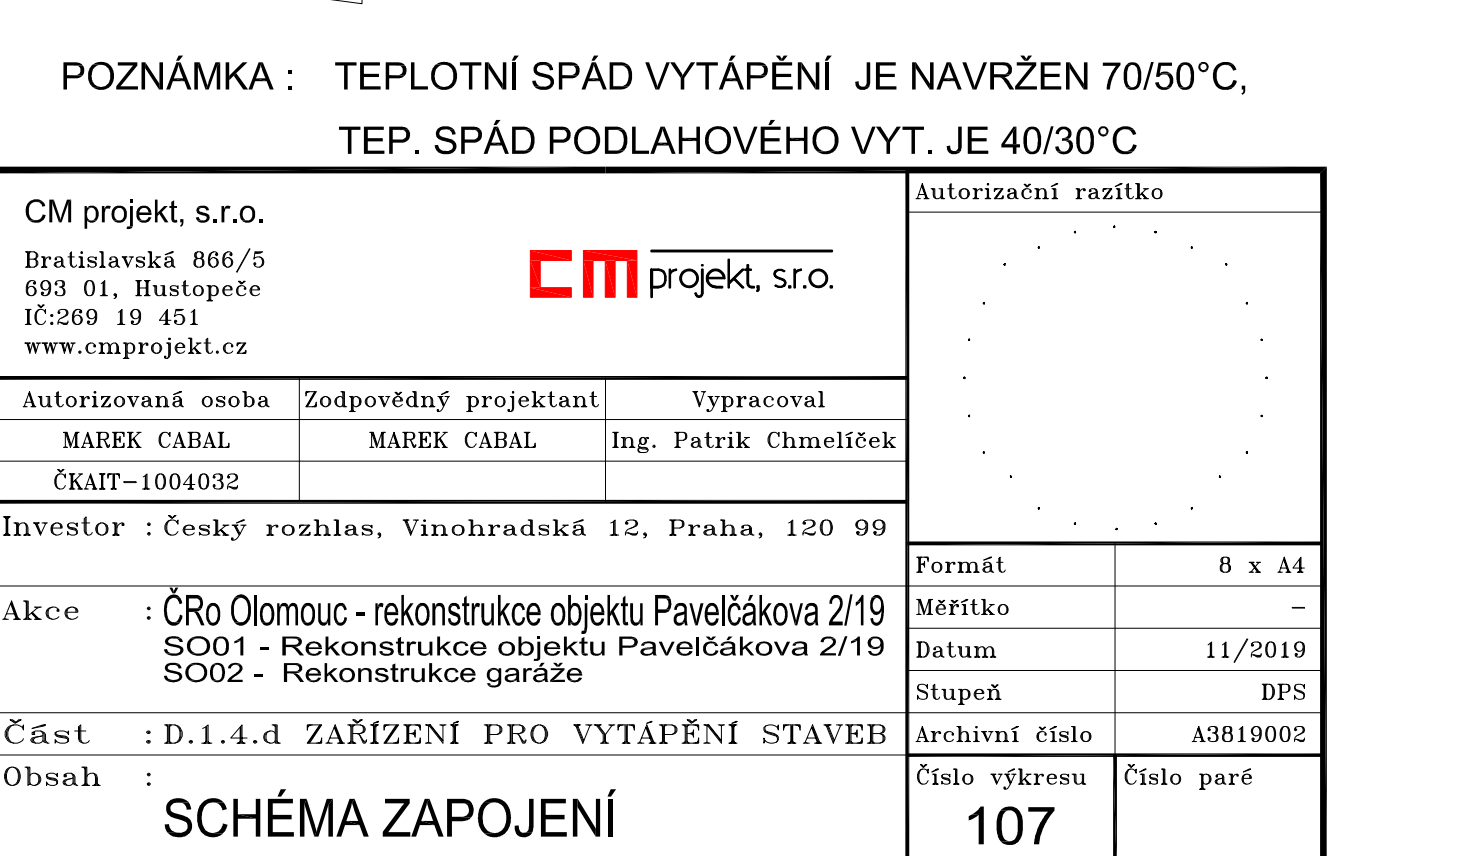 POZNÁMKA : TEPLOTNÍ SPÁD VYTÁPĚNÍ JE NAVRŽEN 70/50°C,
TEP. SPÁD PODLAHOVÉHO VYT. JE 40/30°C
CM projekt, s.r.o.
Bratislavská 866/5
693 01, Hustopeče
IČ:269 19 451
www.cmprojekt.cz
cm projekt, s.r.o.
Autorizační razítko
Autorizovaná osoba Zodpovědný projektant Vypracoval
MAREK CABAL MAREK CABAL Ing. Patrik Chmelíček
ČKAIT-1004032
Investor : Český rozhlas, Vinohradská 12, Praha, 120 99
Akce : ČRo Olomouc - rekonstrukce objektu Pavelčákova 2/19
SO01 - Rekonstrukce objektu Pavelčákova 2/19
SO02 - Rekonstrukce garáže
Část : D.1.4.d ZAŘÍZENÍ PRO VYTÁPĚNÍ STAVEB
Obsah :
SCHÉMA ZAPOJENÍ
Formát 8 x A4
Měřítko –
Datum 11/2019
Stupeň DPS
Archivní číslo A3819002
Číslo výkresu Číslo paré
107